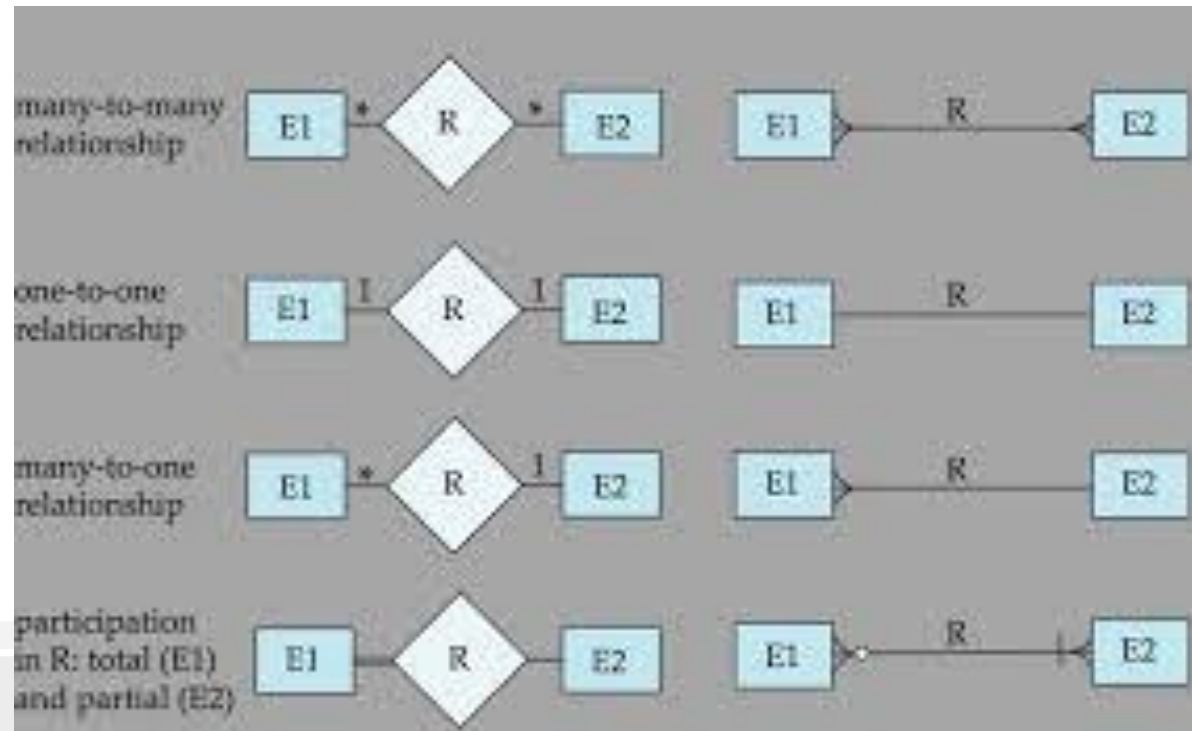 many-to-many
relationship
E1 * R * E2
E1 R E2
one-to-one
relationship
E1 1 R 1 E2
E1 R E2
many-to-one
relationship
E1 * R 1 E2
E1 R E2
participation
in R: total (E1)
and partial (E2)
E1 R E2
E1 R E2